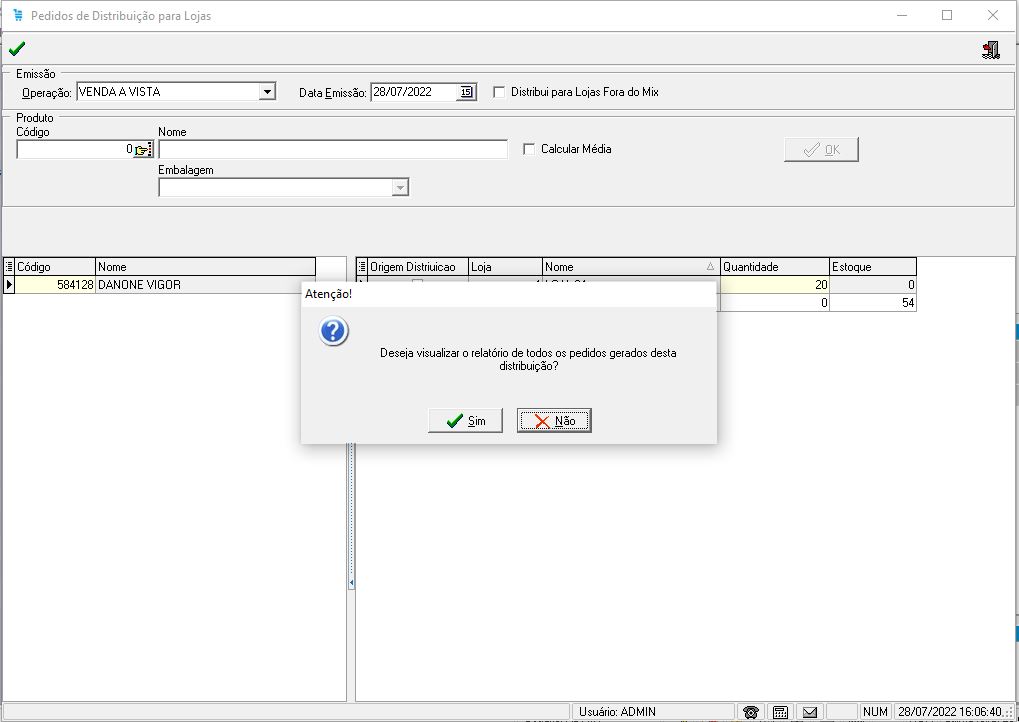 Pedidos de Distribuição para Lojas
Emissão
Operação: VENDA A VISTA Data Emissão: 28/07/2022 15 Distribui para Lojas Fora do Mix
Produto
Código Nome
0 Calcular Média OK
Embalagem
Código Nome Origem Distriuicao Loja Nome Quantidade Estoque
584128 DANONE VIGOR 20 0
0 54
Atenção!
Deseja visualizar o relatório de todos os pedidos gerados desta
distribuição?
Sim Não
Usuário: ADMIN NUM 28/07/2022 16:06:40